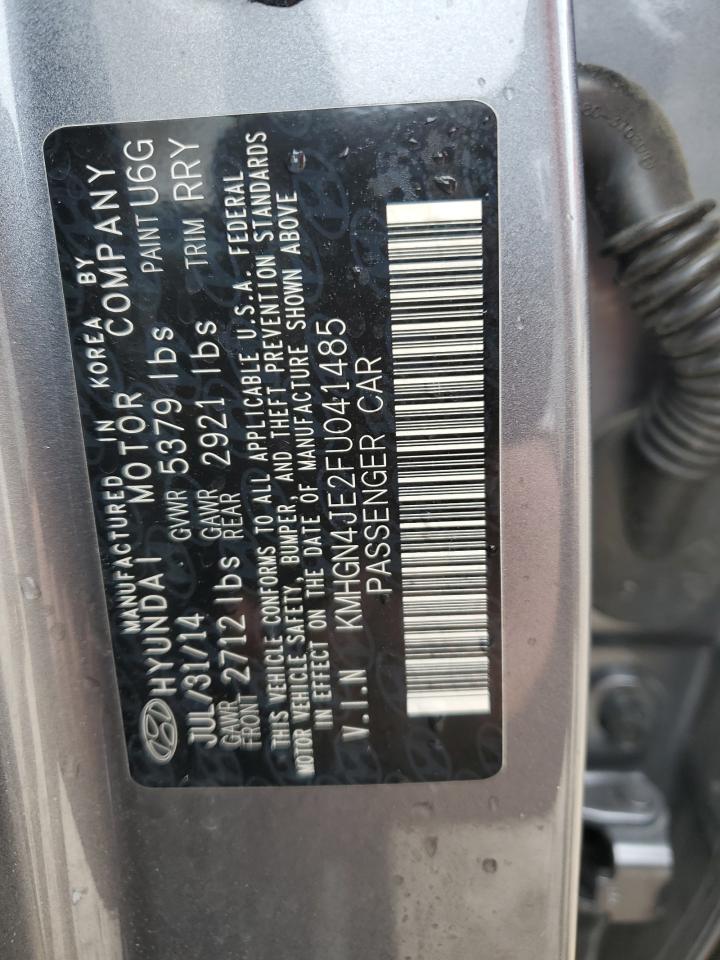 MANUFACTURED IN KOREA BY
HYUNDAI MOTOR COMPANY
JUL/31/14 GVWR 5379 lbs PAINT U6G
GAWR FRONT 2712 lbs GAWR REAR 2921 lbs TRIM RRY
THIS VEHICLE CONFORMS TO ALL APPLICABLE U.S.A. FEDERAL
MOTOR VEHICLE SAFETY, BUMPER AND THEFT PREVENTION STANDARDS
IN EFFECT ON THE DATE OF MANUFACTURE SHOWN ABOVE
V.I.N KMHGN4JE2FU041485
PASSENGER CAR